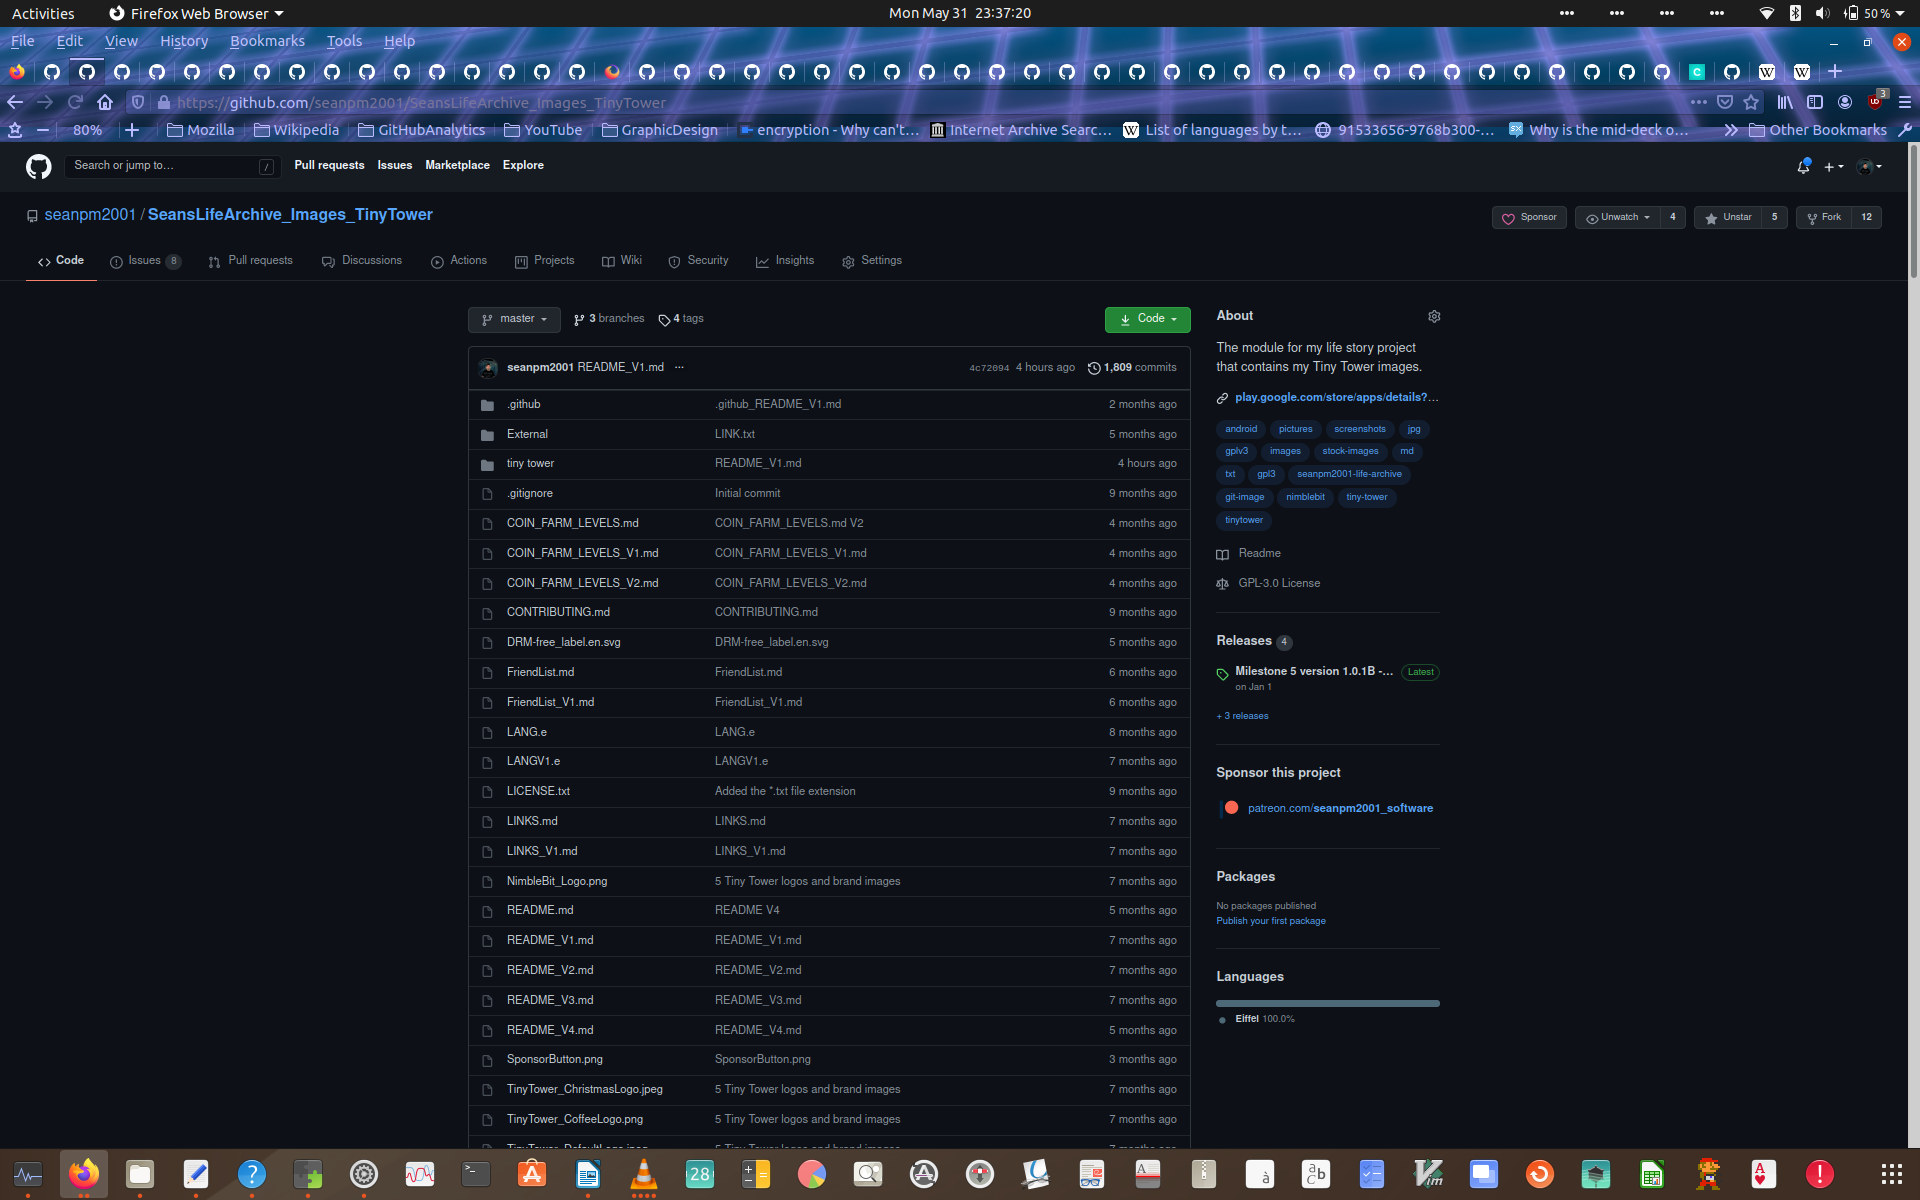 Activities
Firefox Web Browser
Mon May 31 23:37:20
50 %
File Edit View History Bookmarks Tools Help
https://github.com/seanpm2001/SeansLifeArchive_Images_TinyTower
3
80%
Mozilla
Wikipedia
GitHubAnalytics
YouTube
GraphicDesign
encryption - Why can't…
Internet Archive Searc…
List of languages by t…
91533656-9768b300-…
Why is the mid-deck o…
Other Bookmarks
Search or jump to…
/
Pull requests Issues Marketplace Explore
seanpm2001 / SeansLifeArchive_Images_TinyTower
Sponsor
Unwatch 4
Unstar 5
Fork 12
Code
Issues 8
Pull requests
Discussions
Actions
Projects
Wiki
Security
Insights
Settings
master
3 branches
4 tags
Code
seanpm2001 README_V1.md ...
4c72094 4 hours ago 1,809 commits
.github .github_README_V1.md 2 months ago
External LINK.txt 5 months ago
tiny tower README_V1.md 4 hours ago
.gitignore Initial commit 9 months ago
COIN_FARM_LEVELS.md COIN_FARM_LEVELS.md V2 4 months ago
COIN_FARM_LEVELS_V1.md COIN_FARM_LEVELS_V1.md 4 months ago
COIN_FARM_LEVELS_V2.md COIN_FARM_LEVELS_V2.md 4 months ago
CONTRIBUTING.md CONTRIBUTING.md 9 months ago
DRM-free_label.en.svg DRM-free_label.en.svg 5 months ago
FriendList.md FriendList.md 6 months ago
FriendList_V1.md FriendList_V1.md 6 months ago
LANG.e LANG.e 8 months ago
LANGV1.e LANGV1.e 7 months ago
LICENSE.txt Added the *.txt file extension 9 months ago
LINKS.md LINKS.md 7 months ago
LINKS_V1.md LINKS_V1.md 7 months ago
NimbleBit_Logo.png 5 Tiny Tower logos and brand images 7 months ago
README.md README V4 5 months ago
README_V1.md README_V1.md 7 months ago
README_V2.md README_V2.md 7 months ago
README_V3.md README_V3.md 7 months ago
README_V4.md README_V4.md 5 months ago
SponsorButton.png SponsorButton.png 3 months ago
TinyTower_ChristmasLogo.jpeg 5 Tiny Tower logos and brand images 7 months ago
TinyTower_CoffeeLogo.png 5 Tiny Tower logos and brand images 7 months ago
About
The module for my life story project
that contains my Tiny Tower images.
play.google.com/store/apps/details?…
android pictures screenshots jpg
gplv3 images stock-images md
txt gpl3 seanpm2001-life-archive
git-image nimblebit tiny-tower
tinytower
Readme
GPL-3.0 License
Releases 4
Milestone 5 version 1.0.1B -… Latest
on Jan 1
+ 3 releases
Sponsor this project
patreon.com/seanpm2001_software
Packages
No packages published
Publish your first package
Languages
Eiffel 100.0%
28